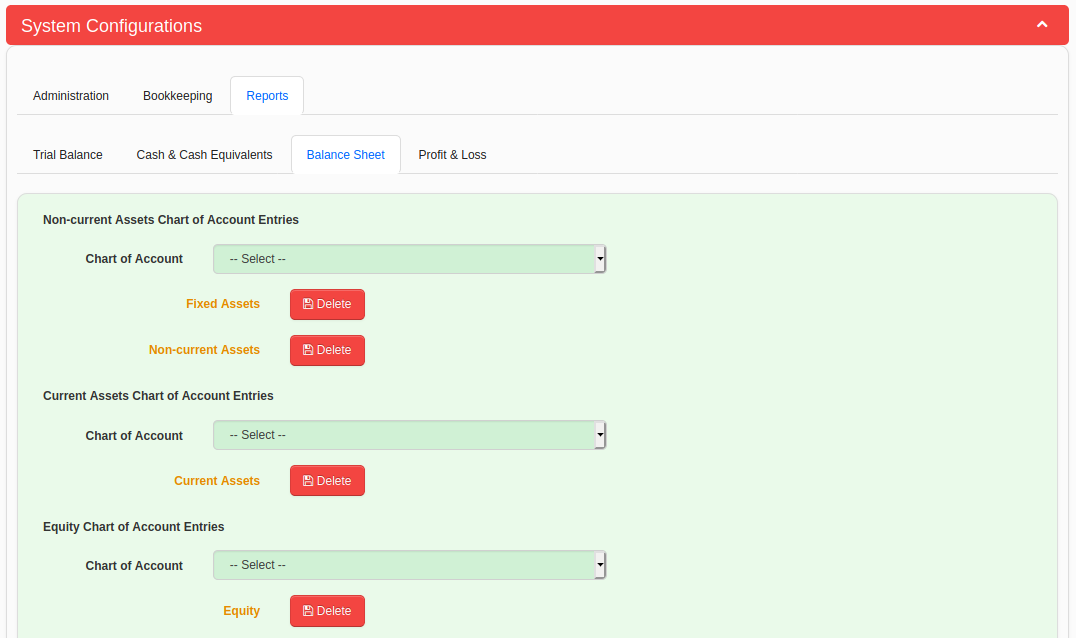 System Configurations
Administration Bookkeeping Reports
Trial Balance Cash & Cash Equivalents Balance Sheet Profit & Loss
Non-current Assets Chart of Account Entries
Chart of Account -- Select --
Fixed Assets Delete
Non-current Assets Delete
Current Assets Chart of Account Entries
Chart of Account -- Select --
Current Assets Delete
Equity Chart of Account Entries
Chart of Account -- Select --
Equity Delete